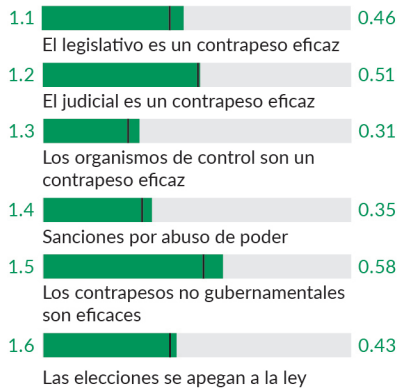 1.1 0.46
El legislativo es un contrapeso eficaz
1.2 0.51
El judicial es un contrapeso eficaz
1.3 0.31
Los organismos de control son un
contrapeso eficaz
1.4 0.35
Sanciones por abuso de poder
1.5 0.58
Los contrapesos no gubernamentales
son eficaces
1.6 0.43
Las elecciones se apegan a la ley